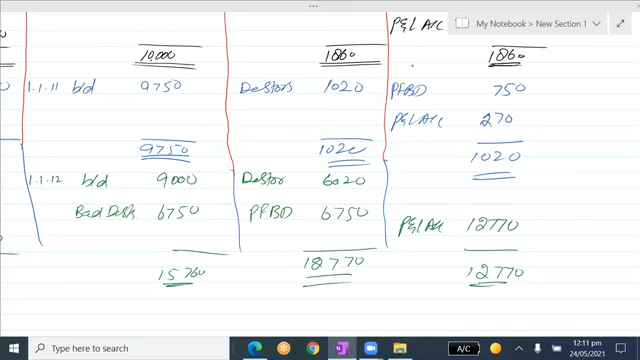 P&L A/C
My Notebook > New Section 1
10,000 1860 1860
1.1.11 b/d 9750 Debtors 1020 PFBD 750
P&L A/C 270
9750 1020 1020
1.1.12 b/d 9000 Debtor 6020
Bad Debts 6750 PFBD 6750 P&L A/C 12770
15760 12770 12770
Type here to search
A/C
12:11 pm
24/05/2021